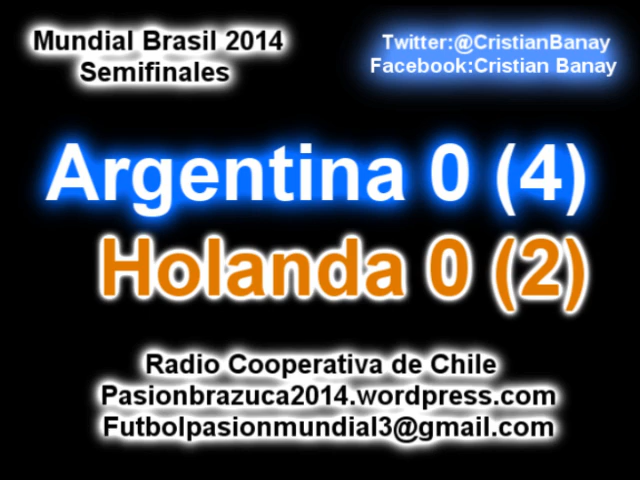 Mundial Brasil 2014
Semifinales
Twitter:@CristianBanay
Facebook:Cristian Banay
Argentina 0 (4)
Holanda 0 (2)
Radio Cooperativa de Chile
Pasionbrazuca2014.wordpress.com
Futbolpasionmundial3@gmail.com